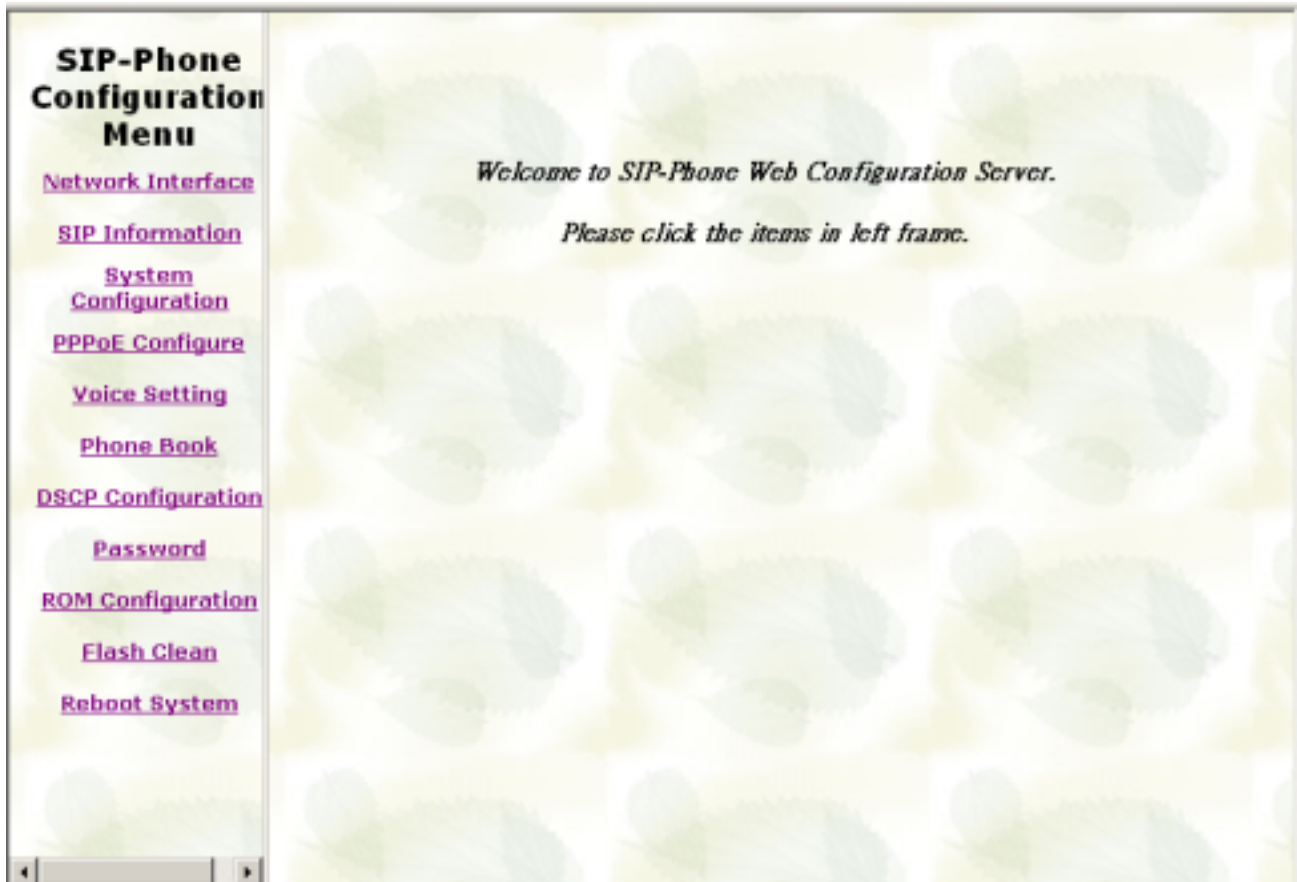 SIP-Phone
Configuration
Menu
Network Interface
SIP Information
System
Configuration
PPPoE Configure
Voice Setting
Phone Book
DSCP Configuration
Password
ROM Configuration
Flash Clean
Reboot System
Welcome to SIP-Phone Web Configuration Server.
Please click the items in left frame.